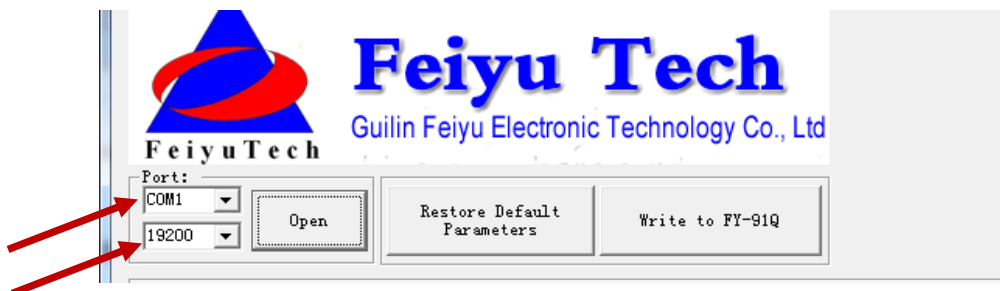 Feiyu Tech
Guilin Feiyu Electronic Technology Co., Ltd
FeiyuTech
Port:
COM1
19200
Open
Restore Default
Parameters
Write to FY-91Q